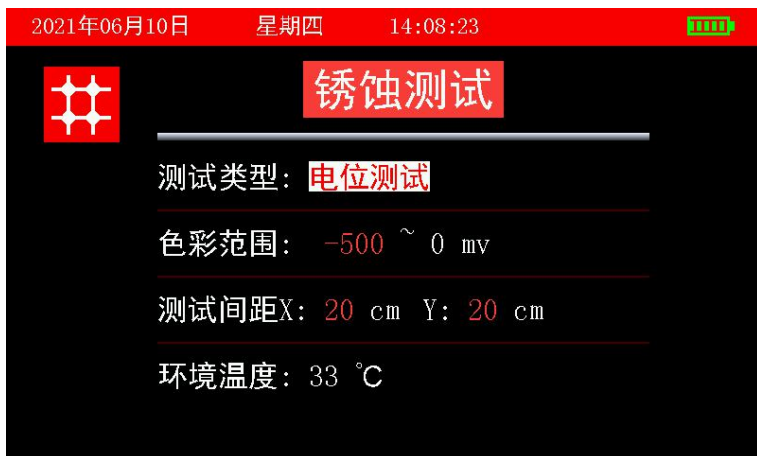 2021年06月10日 星期四 14:08:23
锈蚀测试
测试类型: 电位测试
色彩范围: -500 ~ 0 mv
测试间距X: 20 cm Y: 20 cm
环境温度: 33 ℃